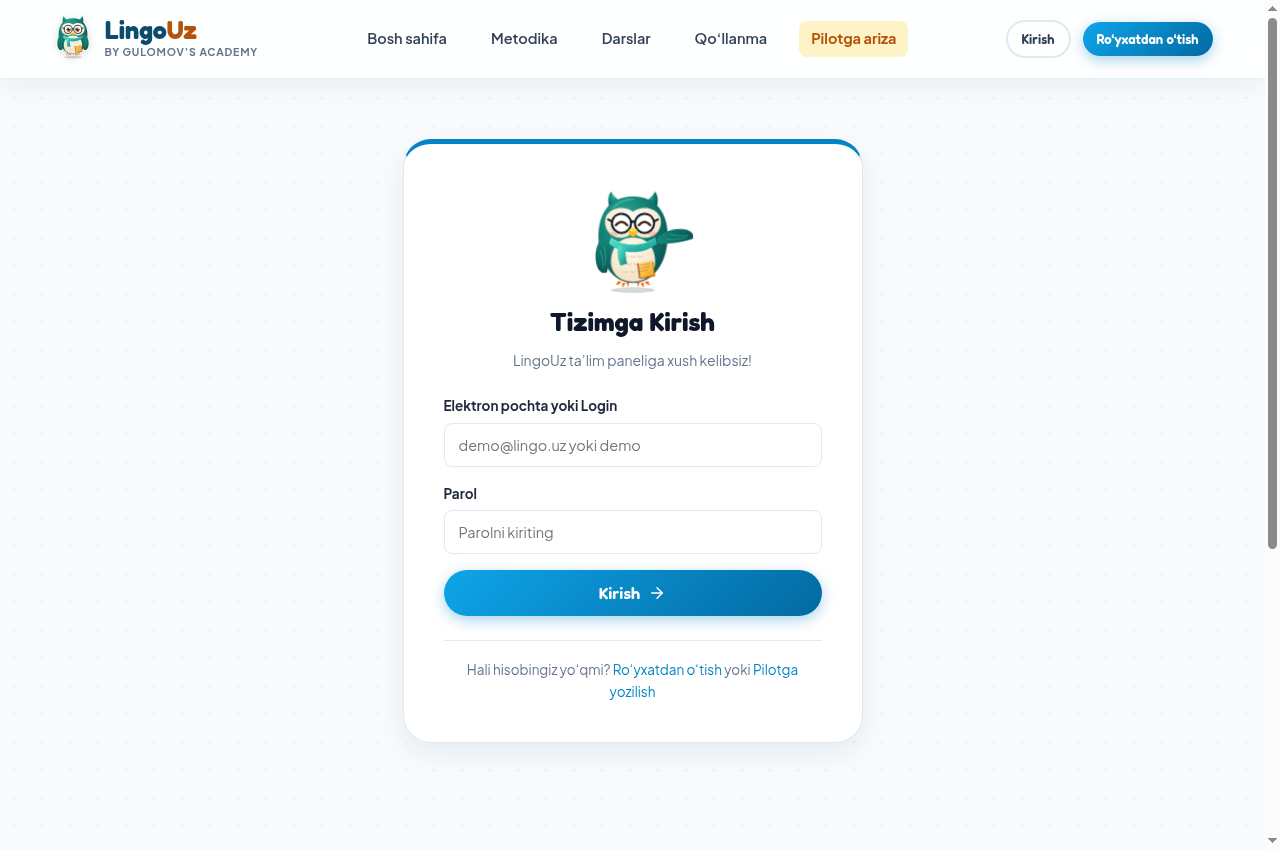 LingoUz
BY GULOMOV'S ACADEMY
Bosh sahifa
Metodika
Darslar
Qo‘llanma
Pilotga ariza
Kirish
Ro‘yxatdan o‘tish
Tizimga Kirish
LingoUz ta’lim paneliga xush kelibsiz!
Elektron pochta yoki Login
demo@lingo.uz yoki demo
Parol
Parolni kiriting
Kirish →
Hali hisobingiz yo‘qmi? Ro‘yxatdan o‘tish yoki Pilotga
yozilish